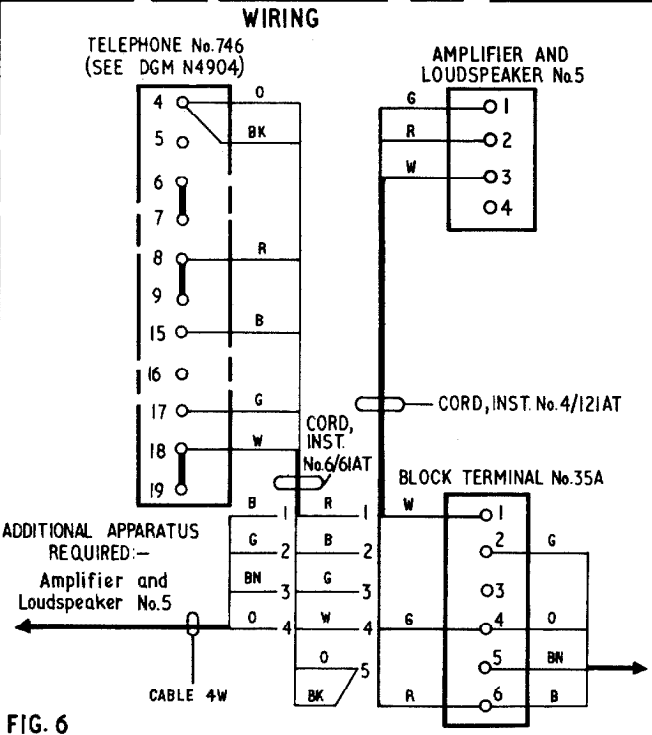 WIRING
TELEPHONE No.746
(SEE DGM N4904)
4 O
BK
5
6
7
8 R
9
15 B
16
17 G
18 W
19
AMPLIFIER AND
LOUDSPEAKER No.5
G 1
R 2
W 3
4
CORD, INST. No.4/121AT
CORD,
INST.
No.6/61AT
BLOCK TERMINAL No.35A
B 1 R 1 W 1
G 2 B 2 2 G
BN 3 G 3 3
O 4 W 4 G 4 O
O 5 5 BN
BK R 6 B
ADDITIONAL APPARATUS
REQUIRED:-
Amplifier and
Loudspeaker No.5
CABLE 4W
FIG. 6